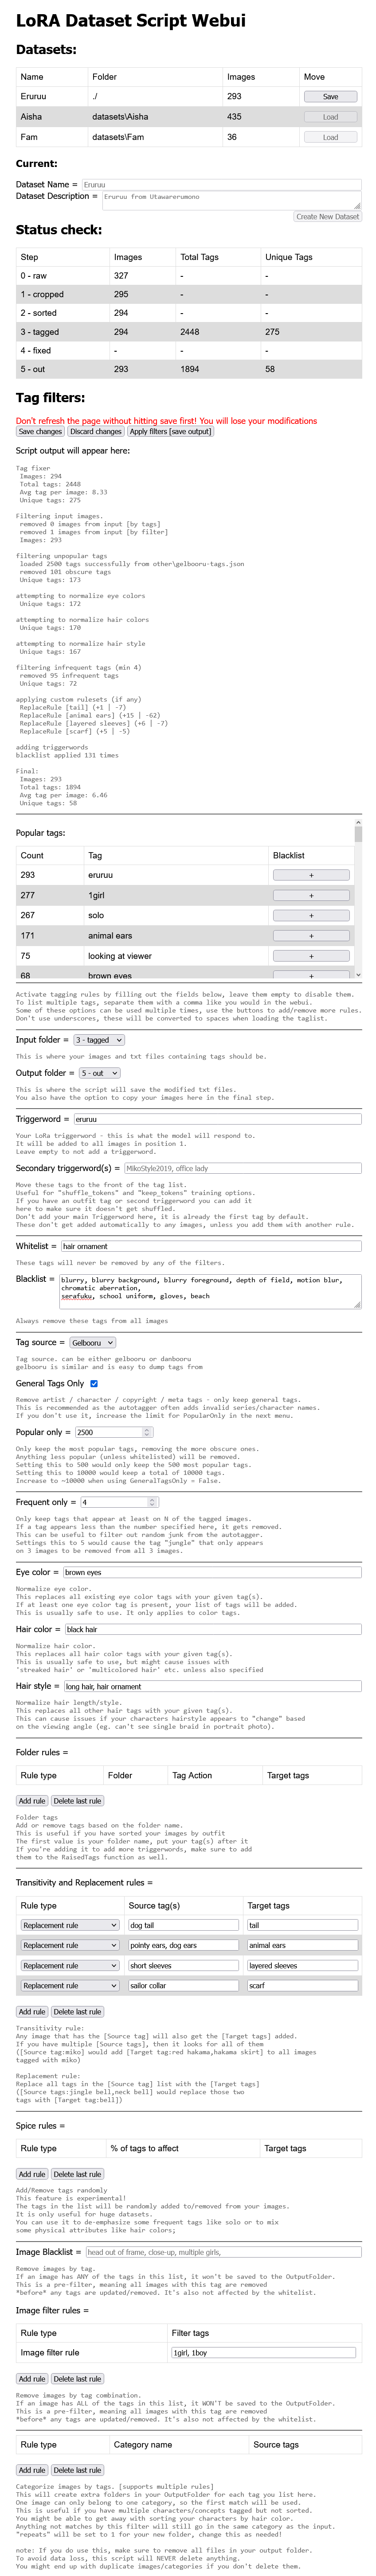 LoRA Dataset Script Webui
Datasets:
Name Folder Images Move
Eruruu ./ 293 Save
Aisha datasets\Aisha 435 Load
Fam datasets\Fam 36 Load
Current:
Dataset Name = Eruruu
Dataset Description = Eruruu from Utawarerumono
Create New Dataset
Status check:
Step Images Total Tags Unique Tags
0 - raw 327 - -
1 - cropped 295 - -
2 - sorted 294 - -
3 - tagged 294 2448 275
4 - fixed - - -
5 - out 293 1894 58
Tag filters:
Don't refresh the page without hitting save first! You will lose your modifications
Save changes Discard changes Apply filters [save output]
Script output will appear here:
Tag fixer
Images: 294
Total tags: 2448
Avg tag per image: 8.33
Unique tags: 275
Filtering input images.
removed 0 images from input [by tags]
removed 1 images from input [by filter]
Images: 293
filtering unpopular tags
loaded 2500 tags successfully from other\gelbooru-tags.json
removed 101 obscure tags
Unique tags: 173
attempting to normalize eye colors
Unique tags: 172
attempting to normalize hair colors
Unique tags: 170
attempting to normalize hair style
Unique tags: 167
filtering infrequent tags (min 4)
removed 95 infrequent tags
Unique tags: 72
applying custom rulesets (if any)
ReplaceRule [tail] (+1 | -7)
ReplaceRule [animal ears] (+15 | -62)
ReplaceRule [layered sleeves] (+6 | -7)
ReplaceRule [scarf] (+5 | -5)
adding triggerwords
blacklist applied 131 times
Final:
Images: 293
Total tags: 1894
Avg tag per image: 6.46
Unique tags: 58
Popular tags:
Count Tag Blacklist
293 eruruu +
277 1girl +
267 solo +
171 animal ears +
75 looking at viewer +
68 brown eyes +
Activate tagging rules by filling out the fields below, leave them empty to disable them.
To list multiple tags, separate them with a comma like you would in the webui.
Some of these options can be used multiple times, use the buttons to add/remove more rules.
Don't use underscores, these will be converted to spaces when loading the taglist.
Input folder = 3 - tagged
This is where your images and txt files containing tags should be.
Output folder = 5 - out
This is where the script will save the modified txt files.
You also have the option to copy your images here in the final step.
Triggerword = eruruu
Your LoRa triggerword - this is what the model will respond to.
It will be added to all images in position 1.
Leave empty to not add a triggerword.
Secondary triggerword(s) = MikoStyle2019, office lady
Move these tags to the front of the tag list.
Useful for "shuffle_tokens" and "keep_tokens" training options.
If you have an outfit tag or second triggerword you can add it
here to make sure it doesn't get shuffled.
Don't add your main Triggerword here, it is already the first tag by default.
These don't get added automatically to any images, unless you add them with another rule.
Whitelist = hair ornament
These tags will never be removed by any of the filters.
Blacklist = blurry, blurry background, blurry foreground, depth of field, motion blur,
chromatic aberration,
serafuku, school uniform, gloves, beach
Always remove these tags from all images
Tag source = Gelbooru
Tag source. can be either gelbooru or danbooru
gelbooru is similar and is easy to dump tags from
General Tags Only
Remove artist / character / copyright / meta tags - only keep general tags.
This is recommended as the autotagger often adds invalid series/character names.
If you don't use it, increase the limit for PopularOnly in the next menu.
Popular only = 2500
Only keep the most popular tags, removing the more obscure ones.
Anything less popular (unless whitelisted) will be removed.
Setting this to 500 would only keep the 500 most popular tags.
Setting this to 10000 would keep a total of 10000 tags.
Increase to ~10000 when using GeneralTagsOnly = False.
Frequent only = 4
Only keep tags that appear at least on N of the tagged images.
If a tag appears less than the number specified here, it gets removed.
This can be useful to filter out random junk from the autotagger.
Settings this to 5 would cause the tag "jungle" that only appears
on 3 images to be removed from all 3 images.
Eye color = brown eyes
Normalize eye color.
This replaces all existing eye color tags with your given tag(s).
If at least one eye color tag is present, your list of tags will be added.
This is usually safe to use. It only applies to color tags.
Hair color = black hair
Normalize hair color.
This replaces all hair color tags with your given tag(s).
This is usually safe to use, but might cause issues with
'streaked hair' or 'multicolored hair' etc. unless also specified
Hair style = long hair, hair ornament
Normalize hair length/style.
This replaces all other hair tags with your given tag(s).
This can cause issues if your characters hairstyle appears to "change" based
on the viewing angle (eg. can't see single braid in portrait photo).
Folder rules =
Rule type Folder Tag Action Target tags
Add rule Delete last rule
Folder tags
Add or remove tags based on the folder name.
This is useful if you have sorted your images by outfit
The first value is your folder name, put your tag(s) after it
If you're adding it to add more triggerwords, make sure to add
them to the RaisedTags function as well.
Transitivity and Replacement rules =
Rule type Source tag(s) Target tags
Replacement rule dog tail tail
Replacement rule pointy ears, dog ears animal ears
Replacement rule short sleeves layered sleeves
Replacement rule sailor collar scarf
Add rule Delete last rule
Transitivity rule:
Any image that has the [Source tag] will also get the [Target tags] added.
If you have multiple [Source tags], then it looks for all of them
([Sourc tag:miko] would add [Target tag:red hakama,hakama skirt] to all images
tagged with miko)
Replacement rule:
Replace all tags in the [Source tag] list with the [Target tags]
([Source tags:jingle bell,neck bell] would replace those two
tags with [Target tag:bell])
Spice rules =
Rule type % of tags to affect Target tags
Add rule Delete last rule
Add/Remove tags randomly
This feature is experimental!
The tags in the list will be randomly added to/removed from your images.
It is only useful for huge datasets.
You can use it to de-emphasize some frequent tags like solo or to mix
some physical attributes like hair colors;
Image Blacklist = head out of frame, close-up, multiple girls,
Remove images by tag.
If an image has ANY of the tags in this list, it won't be saved to the OutputFolder.
This is a pre-filter, meaning all images with this tag are removed
*before* any tags are updated/removed. It's also not affected by the whitelist.
Image filter rules =
Rule type Filter tags
Image filter rule 1girl, 1boy
Add rule Delete last rule
Remove images by tag combination.
If an image has ALL of the tags in this list, it WON'T be saved to the OutputFolder.
This is a pre-filter, meaning all images with this tag are removed
*before* any tags are updated/removed. It's also not affected by the whitelist.
Rule type Category name Source tags
Add rule Delete last rule
Categorize images by tags. [supports multiple rules]
This will create extra folders in your OutputFolder for each tag you list here.
One image can only belong to one category, so the first match will be used.
This is useful if you have multiple characters/concepts tagged but not sorted.
You might be able to get away with sorting your characters by hair color.
Anything not matches by this filter will still go in the same category as the input.
"repeats" will be set to 1 for your new folder, change this as needed!
note: If you do use this, make sure to remove all files in your output folder.
To avoid data loss, this script will NEVER delete anything.
You might end up with duplicate images/categories if you don't delete them.